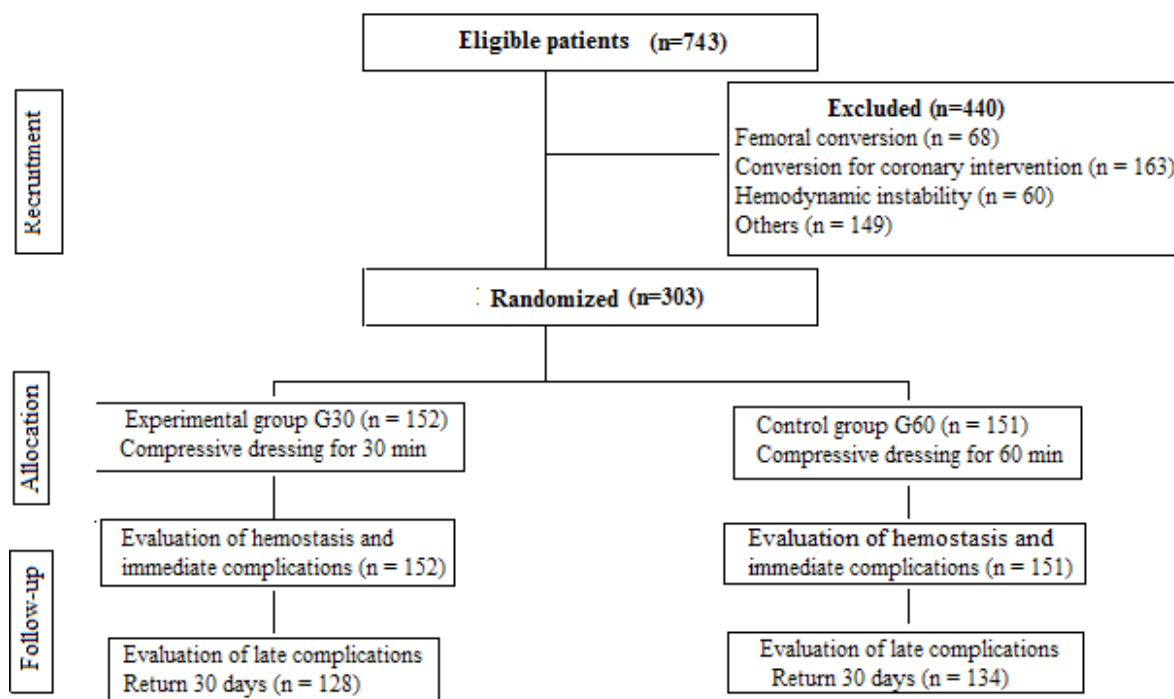 Eligible patients (n=743)
Recruitment
Excluded (n=440)
Femoral conversion (n = 68)
Conversion for coronary intervention (n = 163)
Hemodynamic instability (n = 60)
Others (n = 149)
: Randomized (n=303)
Allocation
Experimental group G30 (n = 152)
Compressive dressing for 30 min
Control group G60 (n = 151)
Compressive dressing for 60 min
Follow-up
Evaluation of hemostasis and
immediate complications (n = 152)
Evaluation of hemostasis and
immediate complications (n = 151)
Evaluation of late complications
Return 30 days (n = 128)
Evaluation of late complications
Return 30 days (n = 134)